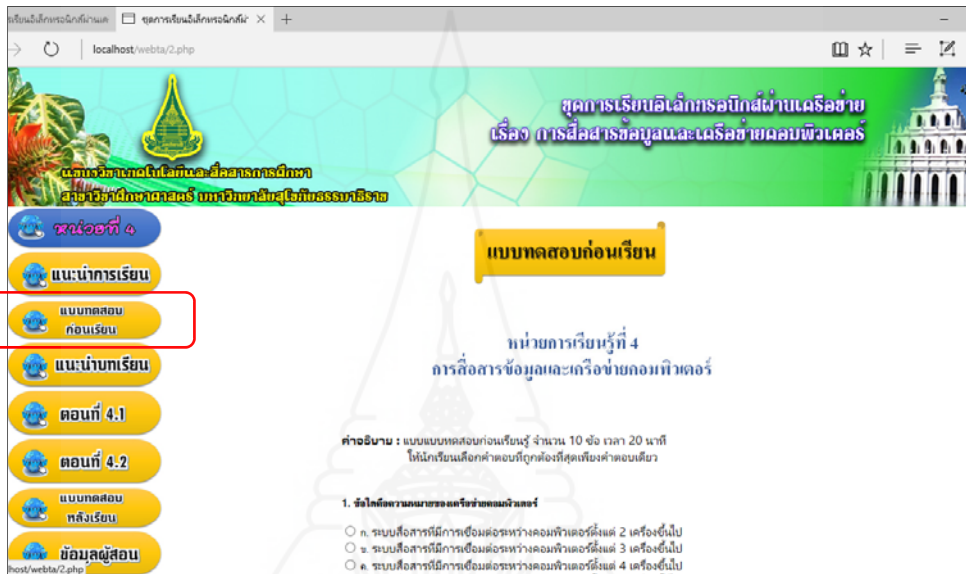 ชุดการเรียนอิเล็กทรอนิกส์ผ่า
localhost/webta/2.php
ชุดการเรียนอิเล็กทรอนิกส์ผ่านเครือข่าย
เรื่อง การสื่อสารข้อมูลและเครือข่ายคอมพิวเตอร์
แขนงวิชาเทคโนโลยีและสื่อสารการศึกษา
สาขาวิชาศึกษาศาสตร์ มหาวิทยาลัยสุโขทัยธรรมาธิราช
หน่วยที่ 4
แนะนำการเรียน
แบบทดสอบ
ก่อนเรียน
แนะนำบทเรียน
ตอนที่ 4.1
ตอนที่ 4.2
แบบทดสอบ
หลังเรียน
ข้อมูลผู้สอน
host/webta/2.php
แบบทดสอบก่อนเรียน
หน่วยการเรียนรู้ที่ 4
การสื่อสารข้อมูลและเครือข่ายคอมพิวเตอร์
คำอธิบาย : แบบแบบทดสอบก่อนเรียนรู้ จำนวน 10 ข้อ เวลา 20 นาที
ให้นักเรียนเลือกคำตอบที่ถูกต้องที่สุดเพียงคำตอบเดียว
1. ข้อใดคือความหมายของเครือข่ายคอมพิวเตอร์
ก. ระบบสื่อสารที่มีการเชื่อมต่อระหว่างคอมพิวเตอร์ตั้งแต่ 2 เครื่องขึ้นไป
ข. ระบบสื่อสารที่มีการเชื่อมต่อระหว่างคอมพิวเตอร์ตั้งแต่ 3 เครื่องขึ้นไป
ค. ระบบสื่อสารที่มีการเชื่อมต่อระหว่างคอมพิวเตอร์ตั้งแต่ 4 เครื่องขึ้นไป